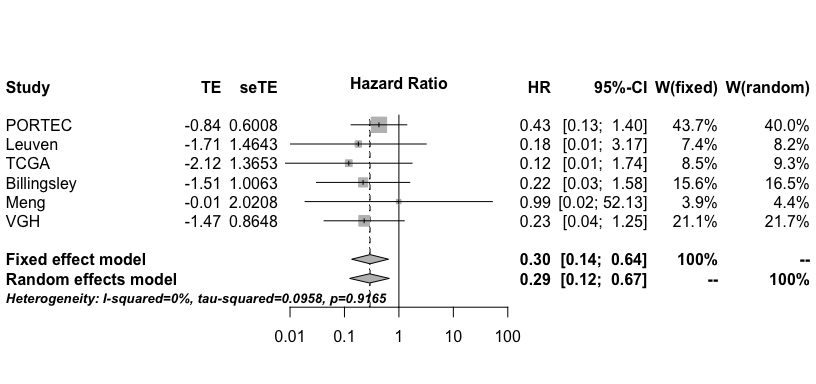 Study TE seTE Hazard Ratio HR 95%-CI W(fixed) W(random)
PORTEC -0.84 0.6008 0.43 [0.13; 1.40] 43.7% 40.0%
Leuven -1.71 1.4643 0.18 [0.01; 3.17] 7.4% 8.2%
TCGA -2.12 1.3653 0.12 [0.01; 1.74] 8.5% 9.3%
Billingsley -1.51 1.0063 0.22 [0.03; 1.58] 15.6% 16.5%
Meng -0.01 2.0208 0.99 [0.02; 52.13] 3.9% 4.4%
VGH -1.47 0.8648 0.23 [0.04; 1.25] 21.1% 21.7%
Fixed effect model 0.30 [0.14; 0.64] 100% --
Random effects model 0.29 [0.12; 0.67] -- 100%
Heterogeneity: I-squared=0%, tau-squared=0.0958, p=0.9165
0.01 0.1 1 10 100